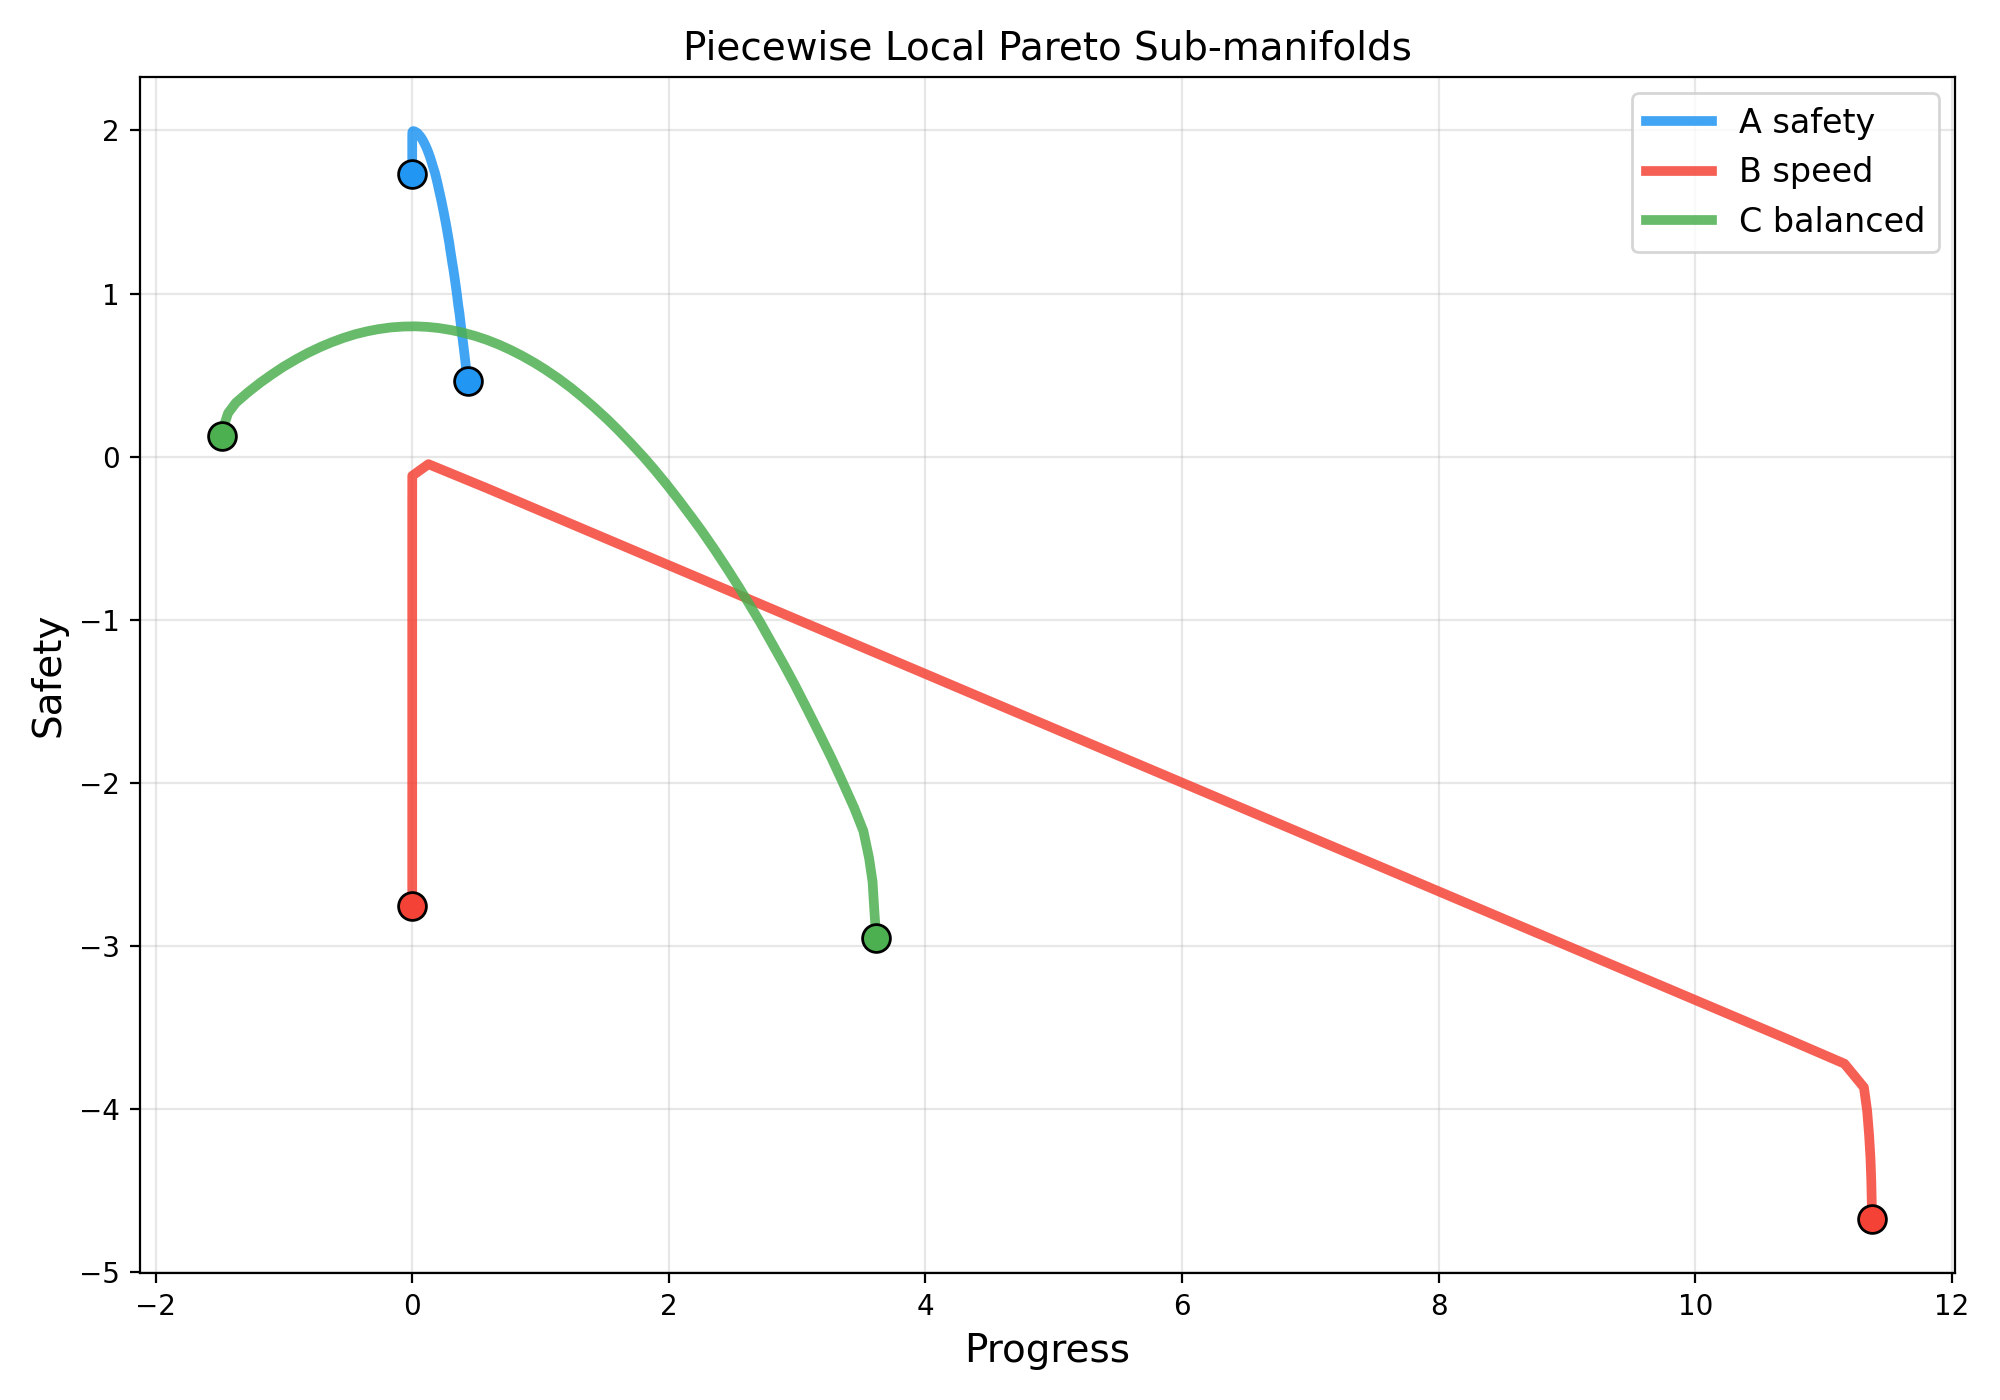 Piecewise Local Pareto Sub-manifolds
A safety
B speed
C balanced
2
1
0
−1
−2
−3
−4
−5
Safety
−2 0 2 4 6 8 10 12
Progress